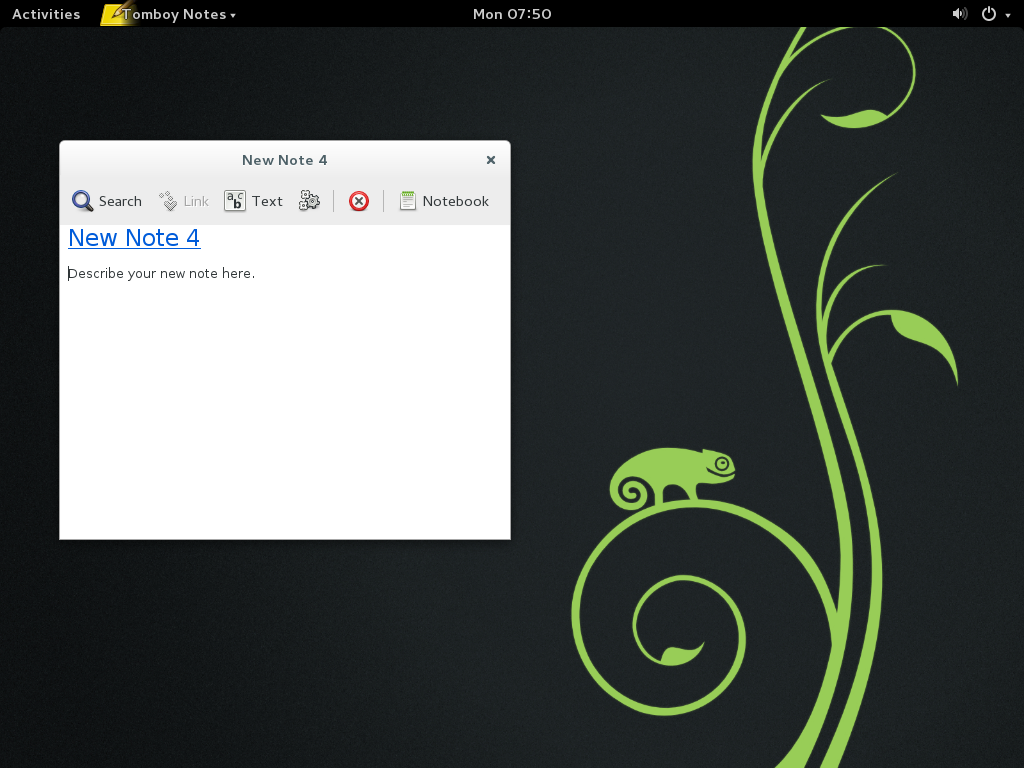 Activities Tomboy Notes Mon 07:50
New Note 4
Search Link Text Notebook
New Note 4
Describe your new note here.